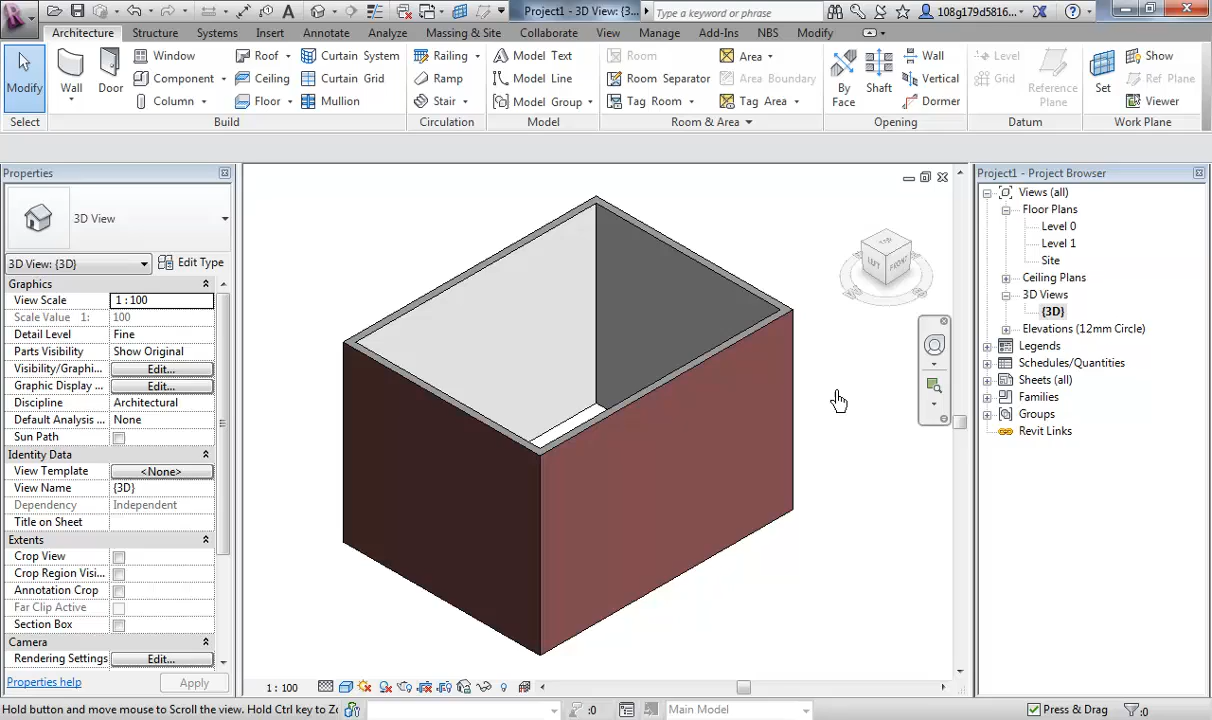 Project1 - 3D View: {3...
Type a keyword or phrase
108g179d5816...
Architecture Structure Systems Insert Annotate Analyze Massing & Site Collaborate View Manage Add-Ins NBS Modify
Modify
Wall
Door
Window
Component
Column
Roof
Ceiling
Floor
Curtain System
Curtain Grid
Mullion
Railing
Ramp
Stair
Model Text
Model Line
Model Group
Room
Room Separator
Tag Room
Area
Area Boundary
Tag Area
By
Face
Shaft
Wall
Vertical
Dormer
Level
Grid
Reference
Plane
Set
Show
Ref Plane
Viewer
Select Build Circulation Model Room & Area Opening Datum Work Plane
Properties
3D View
3D View: {3D} Edit Type
Graphics
View Scale 1 : 100
Scale Value 1: 100
Detail Level Fine
Parts Visibility Show Original
Visibility/Graphi... Edit...
Graphic Display ... Edit...
Discipline Architectural
Default Analysis ... None
Sun Path
Identity Data
View Template <None>
View Name {3D}
Dependency Independent
Title on Sheet
Extents
Crop View
Crop Region Visi...
Annotation Crop
Far Clip Active
Section Box
Camera
Rendering Settings Edit...
Properties help Apply
TOP
LEFT FRONT
1 : 100
Project1 - Project Browser
Views (all)
Floor Plans
Level 0
Level 1
Site
Ceiling Plans
3D Views
{3D}
Elevations (12mm Circle)
Legends
Schedules/Quantities
Sheets (all)
Families
Groups
Revit Links
Hold button and move mouse to Scroll the view. Hold Ctrl key to Zo
:0
Main Model
Press & Drag
:0